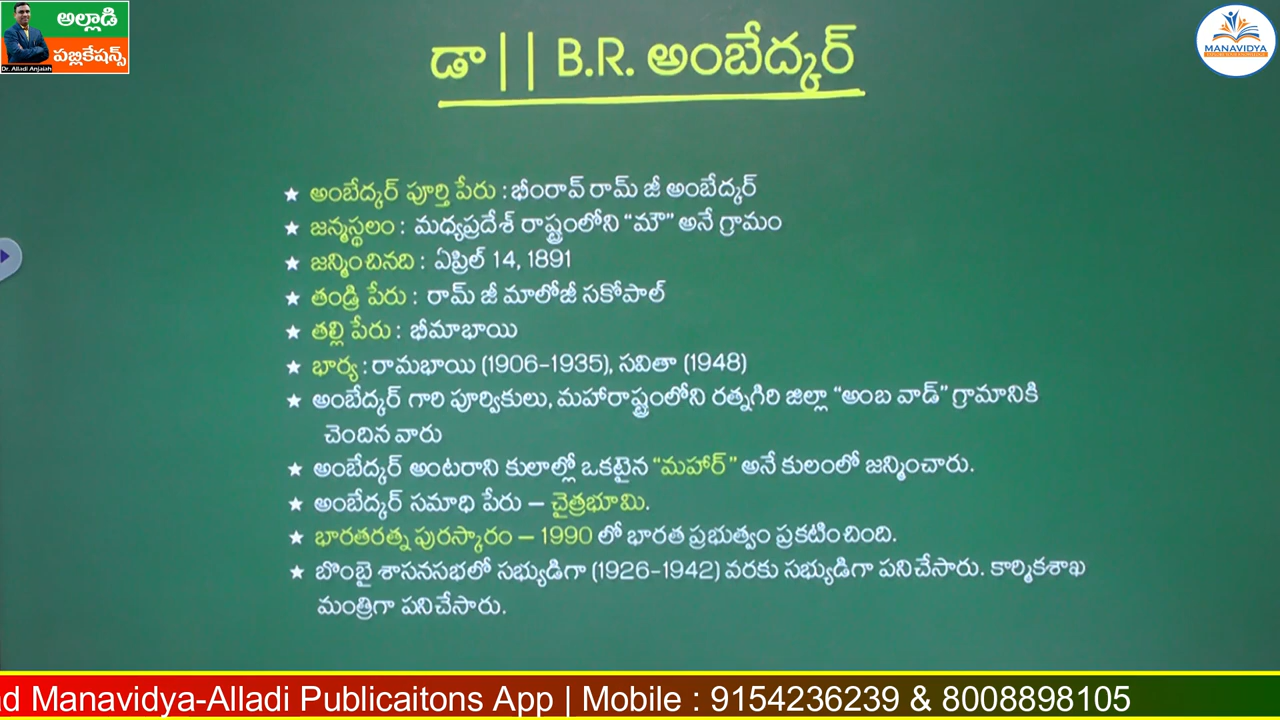 అల్లాడి
పబ్లికేషన్స్
Dr. Alladi Anjaiah
MANAVIDYA
డా|| B.R. అంబేద్కర్
★ అంబేద్కర్ పూర్తి పేరు : భీంరావ్ రామ్ జీ అంబేద్కర్
★ జన్మస్థలం : మధ్యప్రదేశ్ రాష్ట్రంలోని “మౌ” అనే గ్రామం
★ జన్మించినది : ఏప్రిల్ 14, 1891
★ తండ్రి పేరు : రామ్ జీ మాలోజీ సక్‌పాల్
★ తల్లి పేరు : భీమాభాయి
★ భార్య : రామభాయి (1906-1935), సవితా (1948)
★ అంబేద్కర్ గారి పూర్వికులు, మహారాష్ట్రంలోని రత్నగిరి జిల్లా “అంబ వాడ్” గ్రామానికి
చెందిన వారు
★ అంబేద్కర్ అంటరాని కులాల్లో ఒకటైన “మహార్” అనే కులంలో జన్మించారు.
★ అంబేద్కర్ సమాధి పేరు – చైత్రభూమి.
★ భారతరత్న పురస్కారం – 1990 లో భారత ప్రభుత్వం ప్రకటించింది.
★ బొంబై శాసనసభలో సభ్యుడిగా (1926-1942) వరకు సభ్యుడిగా పనిచేసారు. కార్మికశాఖ
మంత్రిగా పనిచేసారు.
ad Manavidya-Alladi Publicaitons App | Mobile : 9154236239 & 8008898105